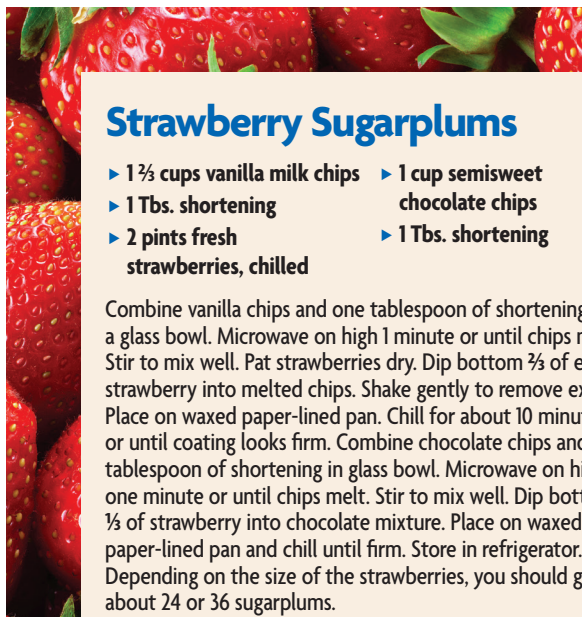 Strawberry Sugarplums
▸ 1 ⅔ cups vanilla milk chips
▸ 1 Tbs. shortening
▸ 2 pints fresh
strawberries, chilled
▸ 1 cup semisweet
chocolate chips
▸ 1 Tbs. shortening
Combine vanilla chips and one tablespoon of shortening
a glass bowl. Microwave on high 1 minute or until chips
Stir to mix well. Pat strawberries dry. Dip bottom ⅔ of
strawberry into melted chips. Shake gently to remove
Place on waxed paper-lined pan. Chill for about 10
or until coating looks firm. Combine chocolate chips and
tablespoon of shortening in glass bowl. Microwave on
one minute or until chips melt. Stir to mix well. Dip
⅓ of strawberry into chocolate mixture. Place on waxed
paper-lined pan and chill until firm. Store in refrigerator.
Depending on the size of the strawberries, you should
about 24 or 36 sugarplums.